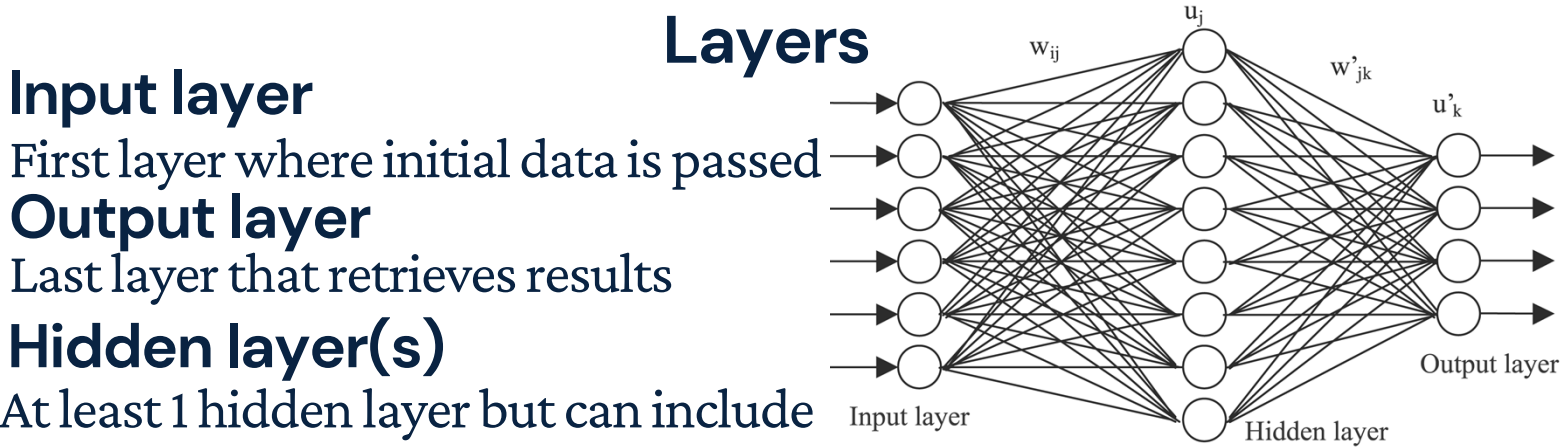 Layers
Input layer
First layer where initial data is passed
Output layer
Last layer that retrieves results
Hidden layer(s)
At least 1 hidden layer but can include
uj
wij
w'jk
u'k
Input layer
Hidden layer
Output layer